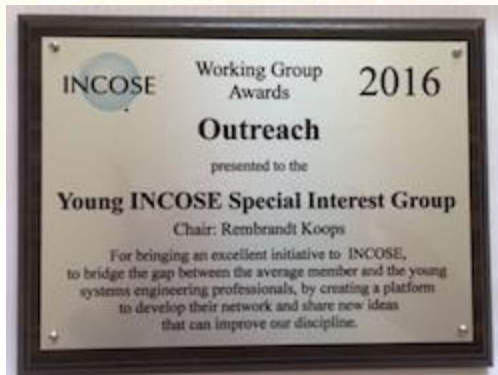 INCOSE
Working Group
Awards
2016
Outreach
presented to the
Young INCOSE Special Interest Group
Chair: Rembrandt Koops
For bringing an excellent initiative to INCOSE,
to bridge the gap between the average member and the young
systems engineering professionals, by creating a platform
to develop their network and share new ideas
that can improve our discipline.